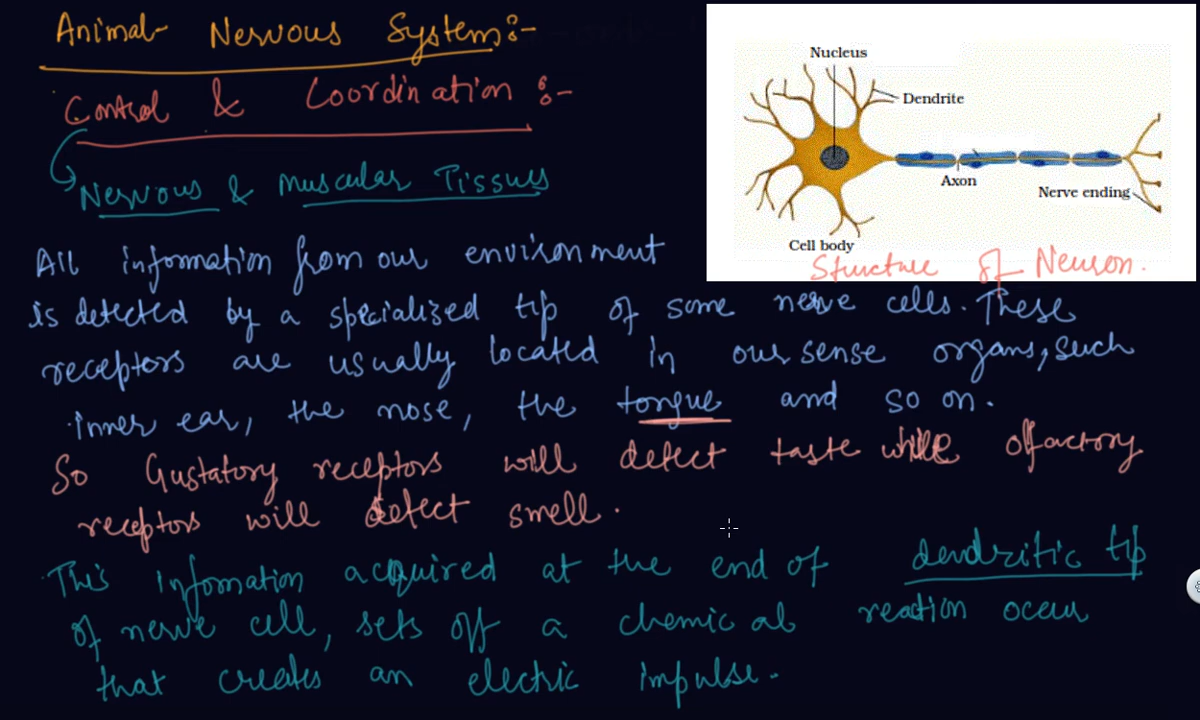 Animal Nervous System:-
Control & Coordination :-
Nervous & Muscular Tissues
Nucleus
Dendrite
Axon
Nerve ending
Cell body
Structure of Neuron.
All information from our environment
is detected by a specialized tip of some nerve cells. These
receptors are usually located in our sense organs, such
inner ear, the nose, the tongue and so on.
So Gustatory receptors will detect taste while olfactory
receptors will detect smell.
This infomation acquired at the end of dendritic tip
of nerve cell, sets off a chemical reaction occur
that creates an electric impulse.